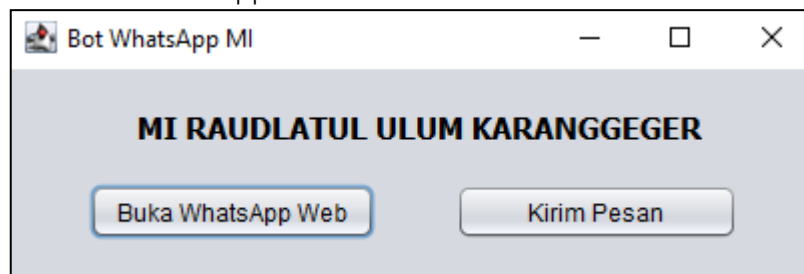 Bot WhatsApp MI
MI RAUDLATUL ULUM KARANGGEGER
Buka WhatsApp Web
Kirim Pesan